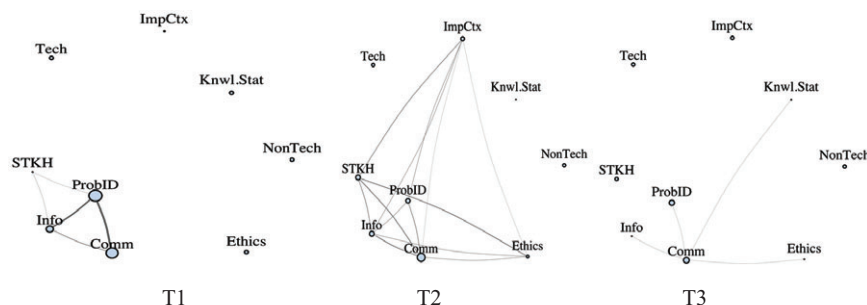 ImpCtx
Tech
Knwl.Stat
NonTech
STKH
ProbID
Info
Comm
Ethics
T1
ImpCtx
Tech
Knwl.Stat
NonTech
STKH
ProbID
Info
Comm
Ethics
T2
ImpCtx
Tech
Knwl.Stat
NonTech
STKH
ProbID
Info
Comm
Ethics
T3